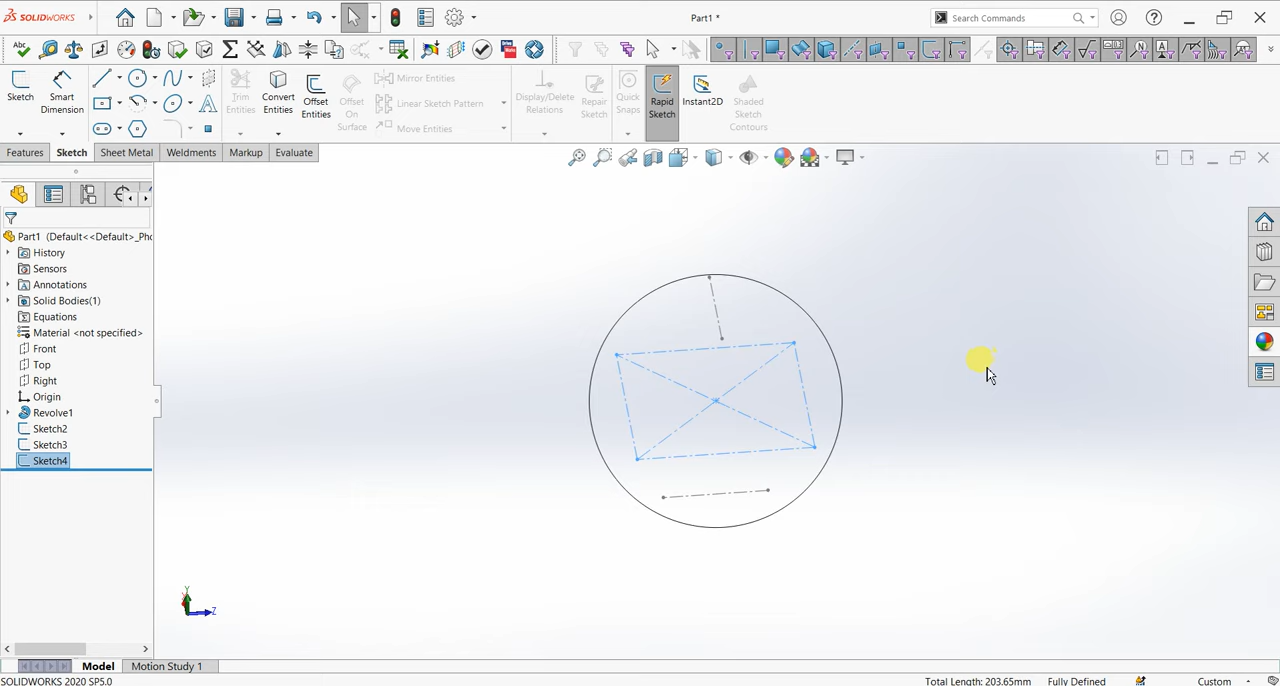 SOLIDWORKS
Part1 *
Search Commands
Sketch
Smart Dimension
Trim Entities
Convert Entities
Offset Entities
Offset On Surface
Mirror Entities
Linear Sketch Pattern
Move Entities
Display/Delete Relations
Repair Sketch
Quick Snaps
Rapid Sketch
Instant2D
Shaded Sketch Contours
Features
Sketch
Sheet Metal
Weldments
Markup
Evaluate
Part1 (Default<<Default>_Pho
History
Sensors
Annotations
Solid Bodies(1)
Equations
Material <not specified>
Front
Top
Right
Origin
Revolve1
Sketch2
Sketch3
Sketch4
Y
Z
Model
Motion Study 1
SOLIDWORKS 2020 SP5.0
Total Length: 203.65mm
Fully Defined
Custom